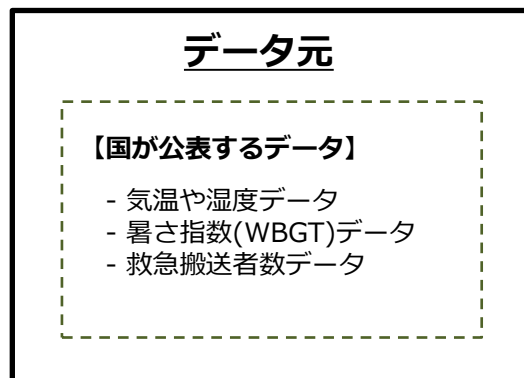 データ元
【国が公表するデータ】
- 気温や湿度データ
- 暑さ指数(WBGT)データ
- 救急搬送者数データ